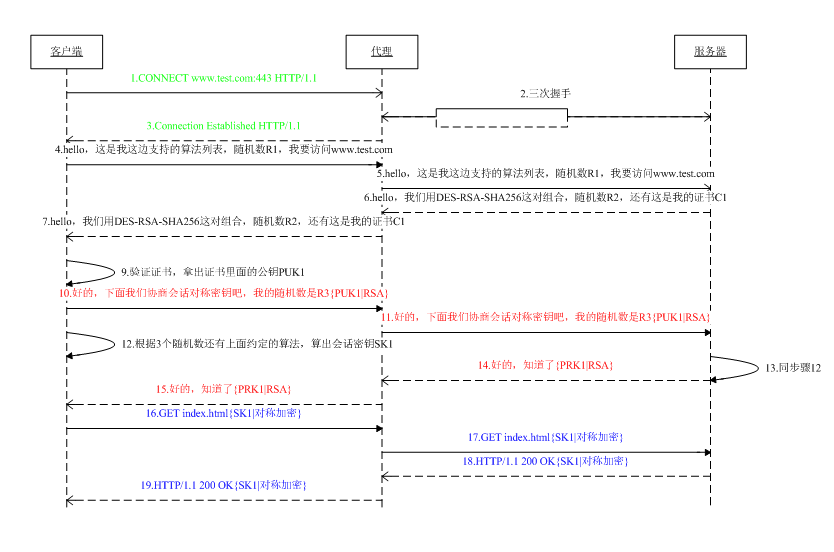 客户端
代理
服务器
1.CONNECT www.test.com:443 HTTP/1.1
2.三次握手
3.Connection Established HTTP/1.1
4.hello，这是我这边支持的算法列表，随机数R1，我要访问www.test.com
5.hello，这是我这边支持的算法列表，随机数R1，我要访问www.test.com
6.hello，我们用DES-RSA-SHA256这对组合，随机数R2，还有这是我的证书C1
7.hello，我们用DES-RSA-SHA256这对组合，随机数R2，还有这是我的证书C1
9.验证证书，拿出证书里面的公钥PUK1
10.好的，下面我们协商会话对称密钥吧，我的随机数是R3{PUK1|RSA}
11.好的，下面我们协商会话对称密钥吧，我的随机数是R3{PUK1|RSA}
12.根据3个随机数还有上面约定的算法，算出会话密钥SK1
13.同步骤12
14.好的，知道了{PRK1|RSA}
15.好的，知道了{PRK1|RSA}
16.GET index.html{SK1|对称加密}
17.GET index.html{SK1|对称加密}
18.HTTP/1.1 200 OK{SK1|对称加密}
19.HTTP/1.1 200 OK{SK1|对称加密}